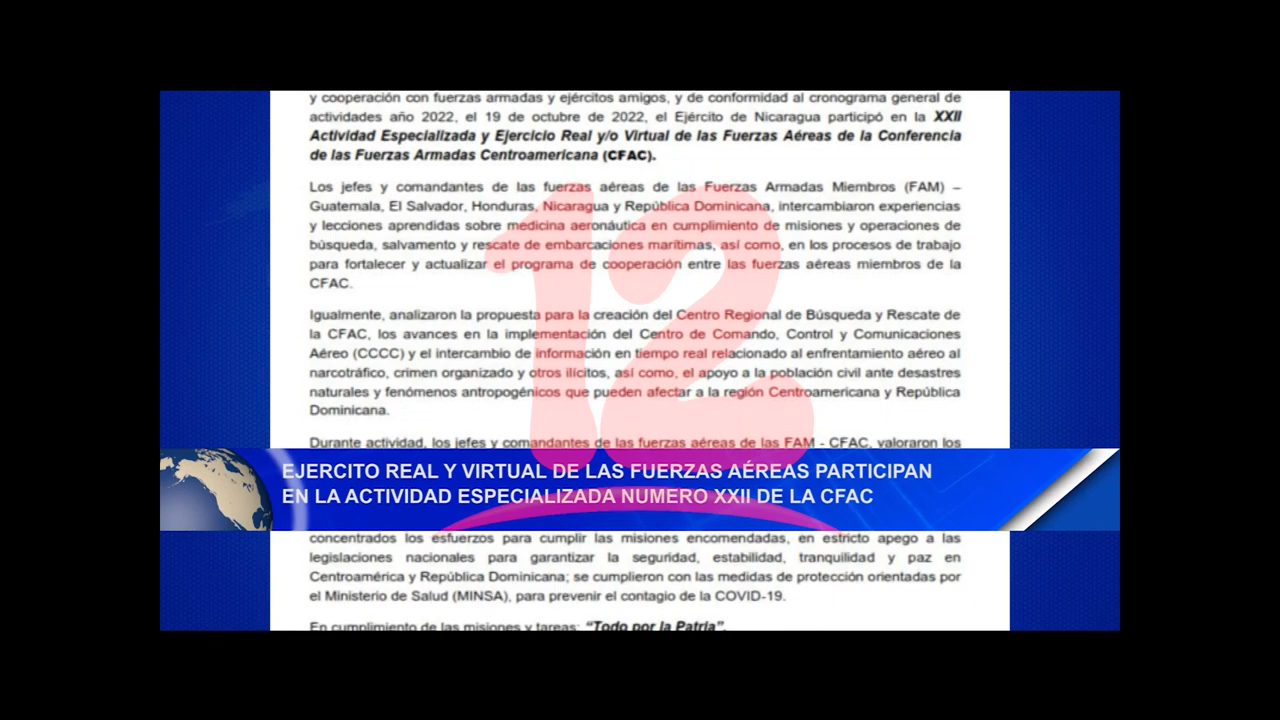 y cooperación con fuerzas armadas y ejércitos amigos, y de conformidad al cronograma general de
actividades año 2022, el 19 de octubre de 2022, el Ejército de Nicaragua participó en la XXII
Actividad Especializada y Ejercicio Real y/o Virtual de las Fuerzas Aéreas de la Conferencia
de las Fuerzas Armadas Centroamericana (CFAC).
Los jefes y comandantes de las fuerzas aéreas de las Fuerzas Armadas Miembros (FAM) –
Guatemala, El Salvador, Honduras, Nicaragua y República Dominicana, intercambiaron experiencias
y lecciones aprendidas sobre medicina aeronáutica en cumplimiento de misiones y operaciones de
búsqueda, salvamento y rescate de embarcaciones marítimas, así como, en los procesos de trabajo
para fortalecer y actualizar el programa de cooperación entre las fuerzas aéreas miembros de la
CFAC.
Igualmente, analizaron la propuesta para la creación del Centro Regional de Búsqueda y Rescate de
la CFAC, los avances en la implementación del Centro de Comando, Control y Comunicaciones
Aéreo (CCCC) y el intercambio de información en tiempo real relacionado al enfrentamiento aéreo al
narcotráfico, crimen organizado y otros ilícitos, así como, el apoyo a la población civil ante desastres
naturales y fenómenos antropogénicos que pueden afectar a la región Centroamericana y República
Dominicana.
Durante actividad, los jefes y comandantes de las fuerzas aéreas de las FAM - CFAC, valoraron los
EJERCITO REAL Y VIRTUAL DE LAS FUERZAS AÉREAS PARTICIPAN
EN LA ACTIVIDAD ESPECIALIZADA NUMERO XXII DE LA CFAC
concentrados los esfuerzos para cumplir las misiones encomendadas, en estricto apego a las
legislaciones nacionales para garantizar la seguridad, estabilidad, tranquilidad y paz en
Centroamérica y República Dominicana; se cumplieron con las medidas de protección orientadas por
el Ministerio de Salud (MINSA), para prevenir el contagio de la COVID-19.
En cumplimiento de las misiones y tareas: “Todo por la Patria”.
12